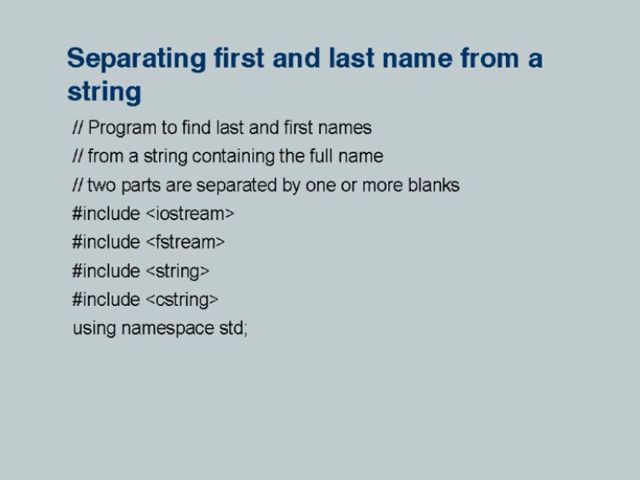 Separating first and last name from a
string
// Program to find last and first names
// from a string containing the full name
// two parts are separated by one or more blanks
#include <iostream>
#include <fstream>
#include <string>
#include <cstring>
using namespace std;